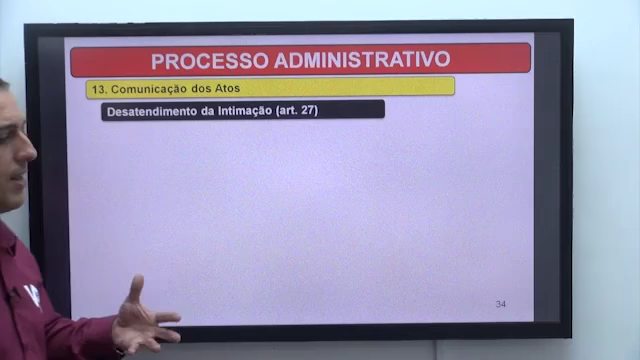 PROCESSO ADMINISTRATIVO
13. Comunicação dos Atos
Desatendimento da Intimação (art. 27)
34